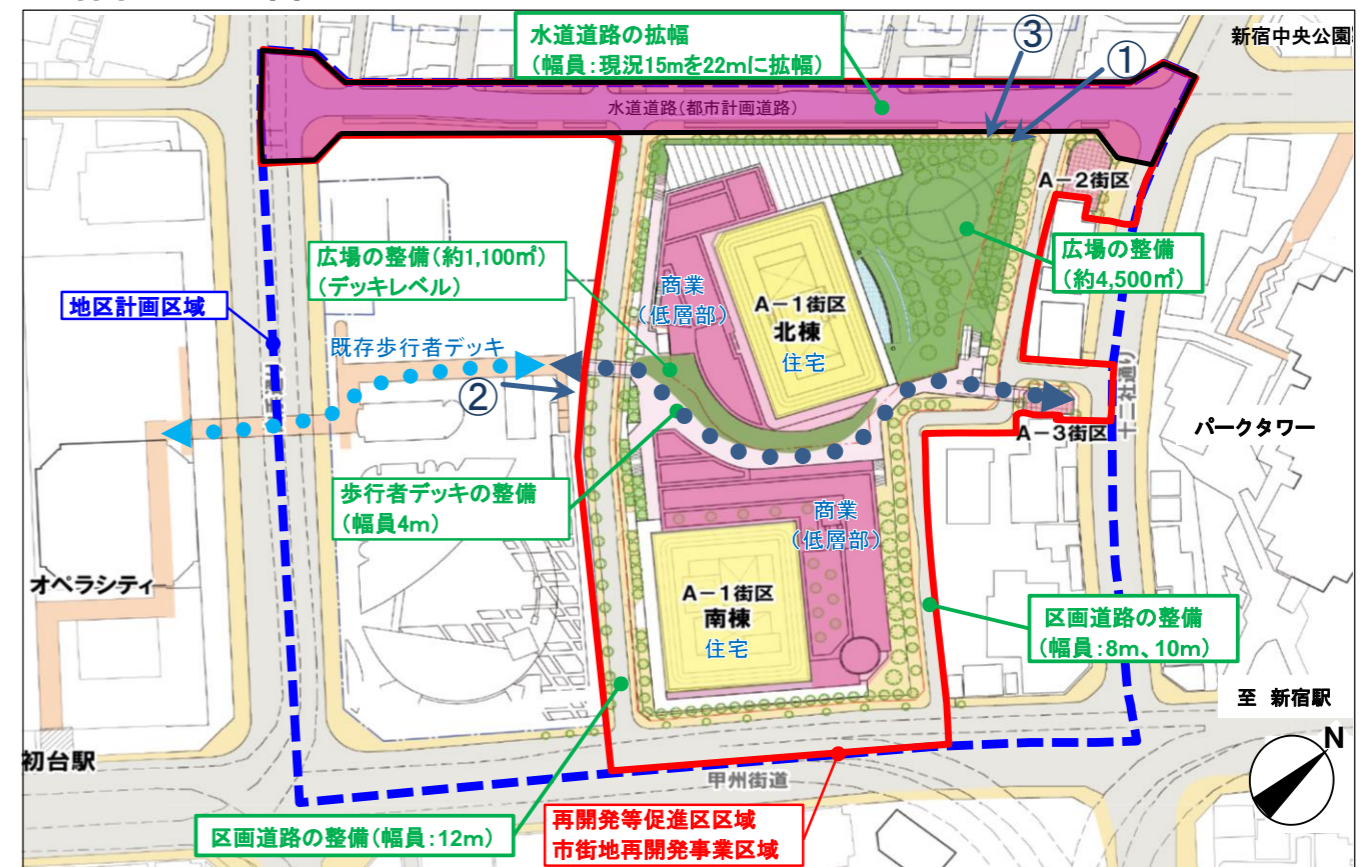 水道道路の拡幅
(幅員:現況15mを22mに拡幅)
③
①
新宿中央公園
水道道路(都市計画道路)
A-2街区
広場の整備(約1,100㎡)
(デッキレベル)
広場の整備
(約4,500㎡)
地区計画区域
商業
(低層部)
A-1街区
北棟
住宅
既存歩行者デッキ
②
十二社通り
パークタワー
A-3街区
歩行者デッキの整備
(幅員4m)
商業
(低層部)
オペラシティ
A-1街区
南棟
住宅
区画道路の整備
(幅員:8m、10m)
至 新宿駅
N
初台駅
甲州街道
区画道路の整備(幅員:12m)
再開発等促進区区域
市街地再開発事業区域